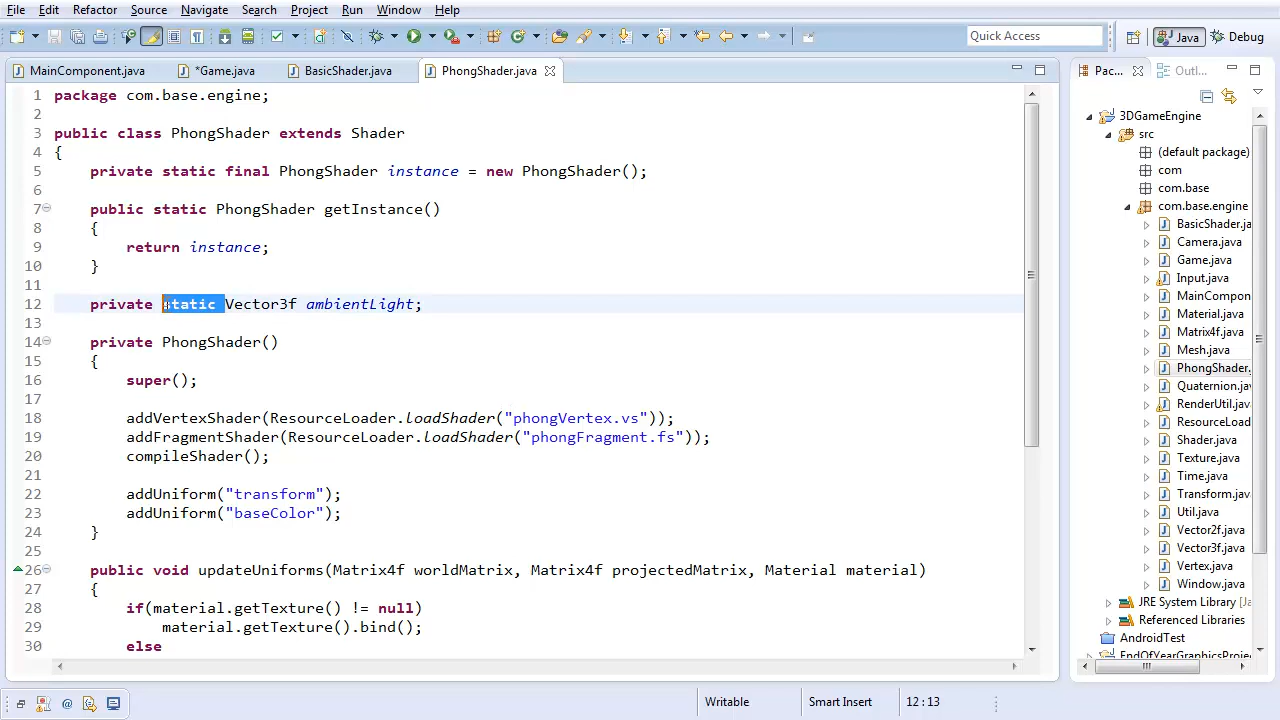 File Edit Refactor Source Navigate Search Project Run Window Help
Quick Access Java Debug
MainComponent.java *Game.java BasicShader.java PhongShader.java Pac... Outl...
1 package com.base.engine;
2
3 public class PhongShader extends Shader
4 {
5 private static final PhongShader instance = new PhongShader();
6
7 public static PhongShader getInstance()
8 {
9 return instance;
10 }
11
12 private static Vector3f ambientLight;
13
14 private PhongShader()
15 {
16 super();
17
18 addVertexShader(ResourceLoader.loadShader("phongVertex.vs"));
19 addFragmentShader(ResourceLoader.loadShader("phongFragment.fs"));
20 compileShader();
21
22 addUniform("transform");
23 addUniform("baseColor");
24 }
25
26 public void updateUniforms(Matrix4f worldMatrix, Matrix4f projectedMatrix, Material material)
27 {
28 if(material.getTexture() != null)
29 material.getTexture().bind();
30 else
3DGameEngine
src
(default package)
com
com.base
com.base.engine
BasicShader.ja
Camera.java
Game.java
Input.java
MainCompon
Material.java
Matrix4f.java
Mesh.java
PhongShader.
Quaternion.jav
RenderUtil.jav
ResourceLoad
Shader.java
Texture.java
Time.java
Transform.jav
Util.java
Vector2f.java
Vector3f.java
Vertex.java
Window.java
JRE System Library [Ja
Referenced Libraries
AndroidTest
EndOfYearGraphicsProje
Writable Smart Insert 12 : 13